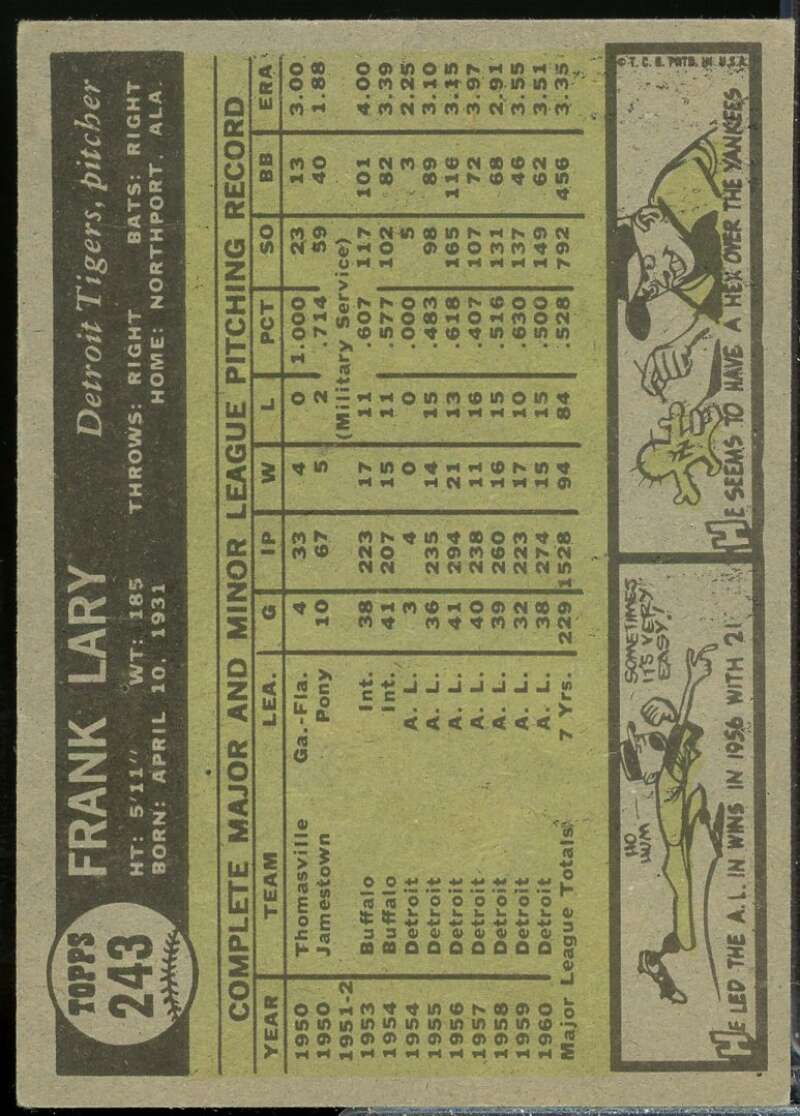 TOPPS
243
FRANK LARY Detroit Tigers, pitcher
HT: 5'11" WT: 185 THROWS: RIGHT BATS: RIGHT
BORN: APRIL 10, 1931 HOME: NORTHPORT, ALA.
COMPLETE MAJOR AND MINOR LEAGUE PITCHING RECORD
YEAR TEAM LEA. G IP W L PCT SO BB ERA
1950 Thomasville Ga.-Fla. 4 33 4 0 1.000 23 13 3.00
1950 Jamestown Pony 10 67 5 2 .714 59 40 1.88
1951-2 (Military Service)
1953 Buffalo Int. 38 223 17 11 .607 117 101 4.00
1954 Buffalo Int. 41 207 15 11 .577 102 82 3.39
1954 Detroit A. L. 3 4 0 0 .000 5 3 2.25
1955 Detroit A. L. 36 235 14 15 .483 98 89 3.10
1956 Detroit A. L. 41 294 21 13 .618 165 116 3.15
1957 Detroit A. L. 40 238 11 16 .407 107 72 3.97
1958 Detroit A. L. 39 260 16 15 .516 131 68 2.91
1959 Detroit A. L. 32 223 17 10 .630 137 46 3.55
1960 Detroit A. L. 38 274 15 15 .500 149 62 3.51
Major League Totals 7 Yrs. 229 1528 94 84 .528 792 456 3.35
HO HUM—
SOMETIMES
IT'S VERY
EASY!
HE LED THE A.L. IN WINS IN 1956 WITH 21
N
HE SEEMS TO HAVE A HEX OVER THE YANKEES
© T. C. G. PRTD. IN U.S.A.